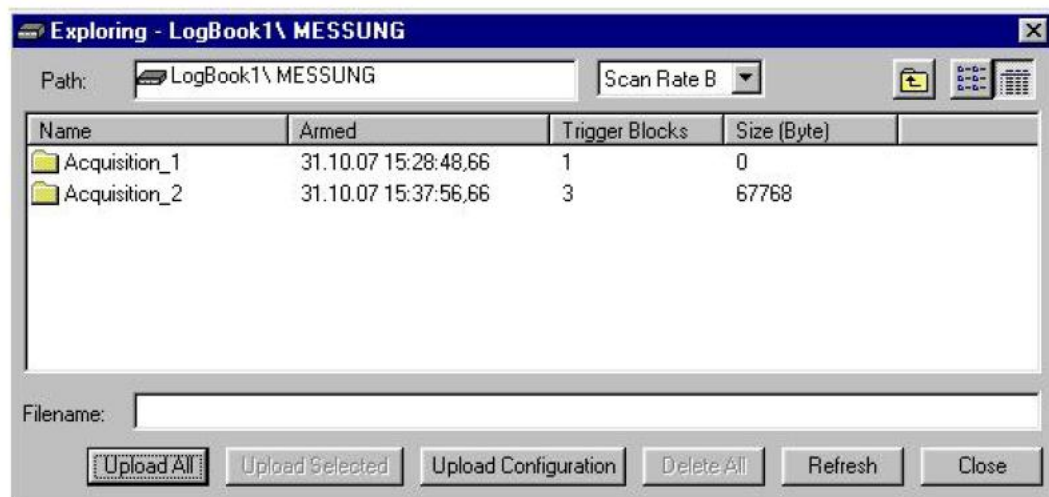 Exploring - LogBook1\ MESSUNG
Path: LogBook1\ MESSUNG Scan Rate B
Name Armed Trigger Blocks Size (Byte)
Acquisition_1 31.10.07 15:28:48,66 1 0
Acquisition_2 31.10.07 15:37:56,66 3 67768
Filename:
Upload All Upload Selected Upload Configuration Delete All Refresh Close